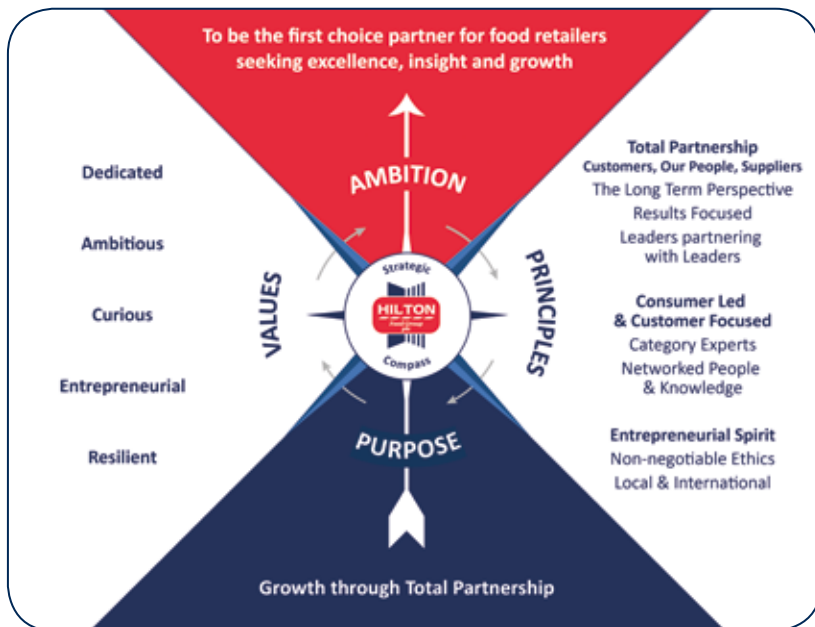 To be the first choice partner for food retailers
seeking excellence, insight and growth
AMBITION
Dedicated
Ambitious
Curious
Entrepreneurial
Resilient
VALUES
Strategic
HILTON
Food Group
plc
Compass
PRINCIPLES
Total Partnership
Customers, Our People, Suppliers
The Long Term Perspective
Results Focused
Leaders partnering
with Leaders
Consumer Led
& Customer Focused
Category Experts
Networked People
& Knowledge
Entrepreneurial Spirit
Non-negotiable Ethics
Local & International
PURPOSE
Growth through Total Partnership